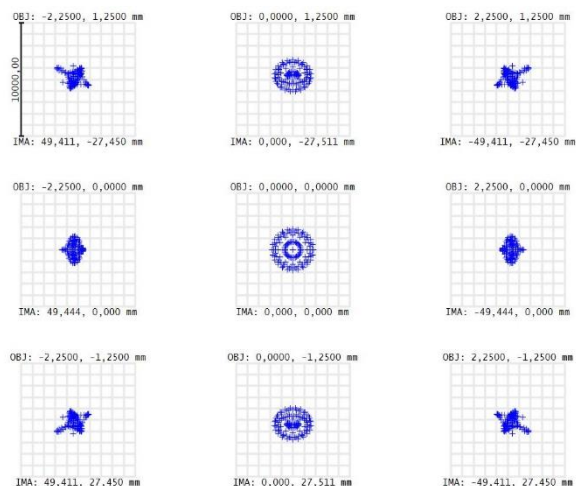 OBJ: -2,2500, 1,2500 mm
OBJ: 0,0000, 1,2500 mm
OBJ: 2,2500, 1,2500 mm
10000,00
IMA: 49,411, -27,450 mm
IMA: 0,000, -27,511 mm
IMA: -49,411, -27,450 mm
OBJ: -2,2500, 0,0000 mm
OBJ: 0,0000, 0,0000 mm
OBJ: 2,2500, 0,0000 mm
IMA: 49,444, 0,000 mm
IMA: 0,000, 0,000 mm
IMA: -49,444, 0,000 mm
OBJ: -2,2500, -1,2500 mm
OBJ: 0,0000, -1,2500 mm
OBJ: 2,2500, -1,2500 mm
IMA: 49,411, 27,450 mm
IMA: 0,000, 27,511 mm
IMA: -49,411, 27,450 mm